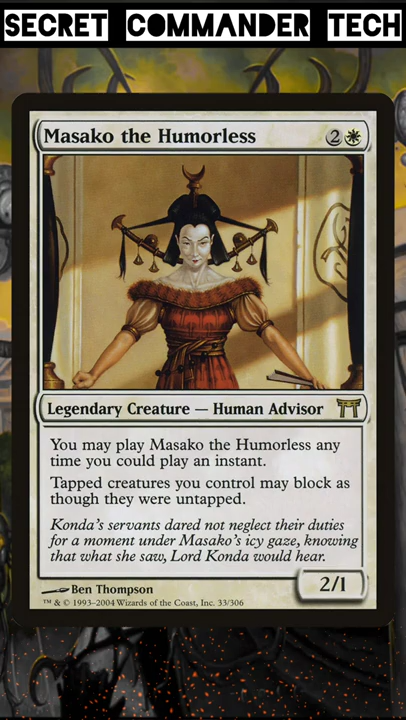 SECRET COMMANDER TECH
Masako the Humorless 2
Legendary Creature — Human Advisor
You may play Masako the Humorless any
time you could play an instant.
Tapped creatures you control may block as
though they were untapped.
Konda's servants dared not neglect their duties
for a moment under Masako's icy gaze, knowing
that what she saw, Lord Konda would hear.
Ben Thompson
2/1
™ & © 1993–2004 Wizards of the Coast, Inc. 33/306